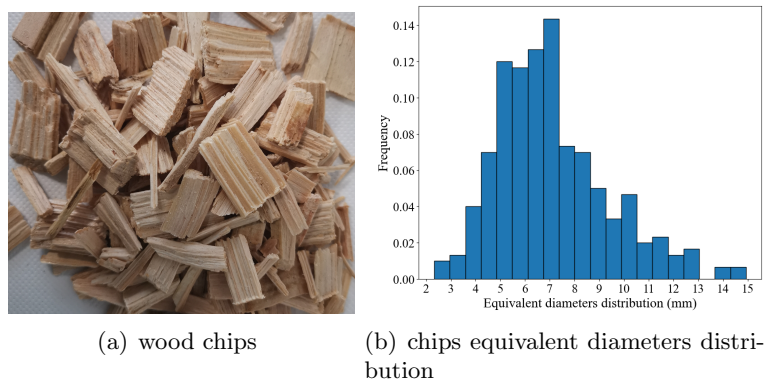 0.14
0.12
0.10
0.08
0.06
0.04
0.02
0.00
Frequency
2 3 4 5 6 7 8 9 10 11 12 13 14 15
Equivalent diameters distribution (mm)
(a) wood chips
(b) chips equivalent diameters distri-
bution